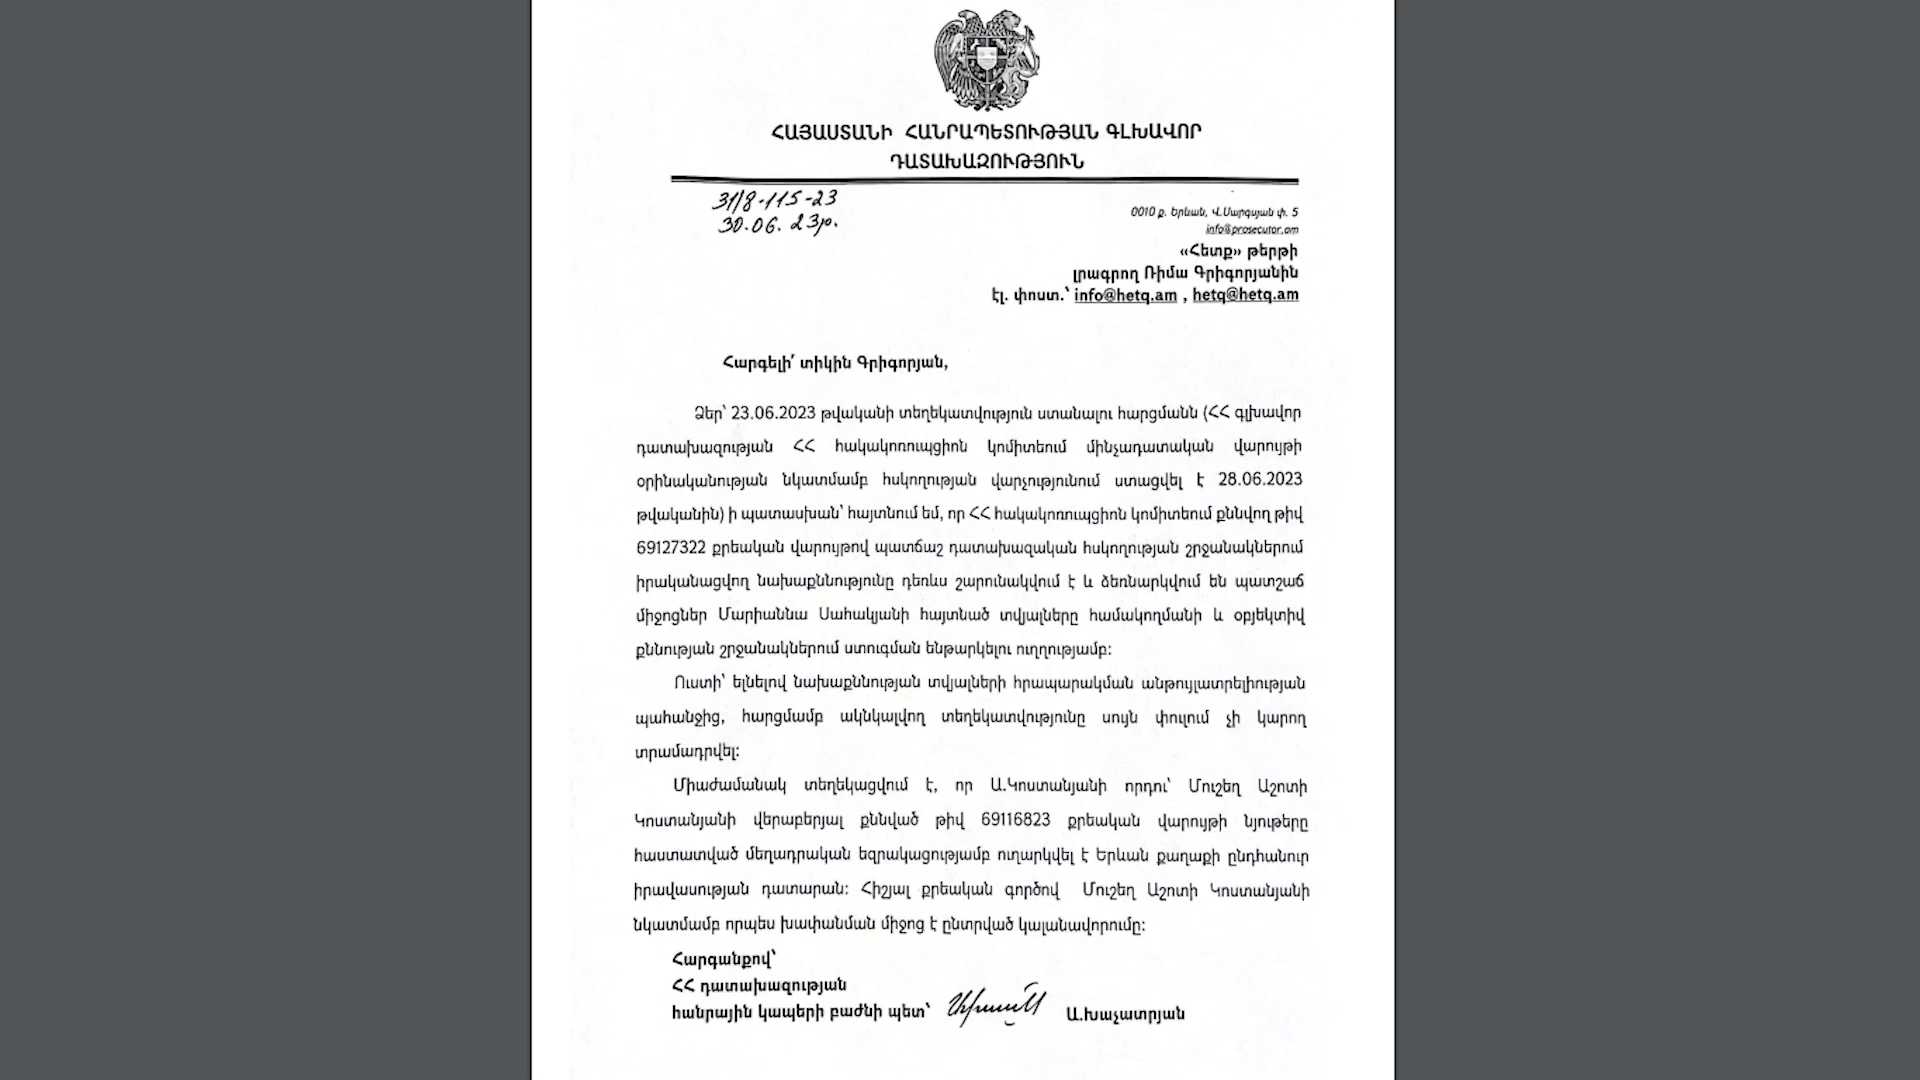 ՀԱՅԱՍՏԱՆԻ ՀԱՆՐԱՊԵՏՈՒԹՅԱՆ ԳԼԽԱՎՈՐ
ԴԱՏԱԽԱԶՈՒԹՅՈՒՆ
31/8-115-23
30.06.23թ.
0010 ք. Երևան, Վ.Սարգսյան փ. 5
info@prosecutor.am
«Հետք» թերթի
լրագրող Ռիմա Գրիգորյանին
էլ. փոստ.՝ info@hetq.am , hetq@hetq.am
Հարգելի՛ տիկին Գրիգորյան,
Ձեր՝ 23.06.2023 թվականի տեղեկատվություն ստանալու հարցմանն (ՀՀ գլխավոր
դատախազության ՀՀ հակակոռուպցիոն կոմիտեում մինչադատական վարույթի
օրինականության նկատմամբ հսկողության վարչությունում ստացվել է 28.06.2023
թվականին) ի պատասխան՝ հայտնում եմ, որ ՀՀ հակակոռուպցիոն կոմիտեում քննվող թիվ
69127322 քրեական վարույթով պատճաշ դատախազական հսկողության շրջանակներում
իրականացվող նախաքննությունը դեռևս շարունակվում է և ձեռնարկվում են պատշաճ
միջոցներ Մարիաննա Սահակյանի հայտնած տվյալները համակողմանի և օբյեկտիվ
քննության շրջանակներում ստուգման ենթարկելու ուղղությամբ:
Ուստի՝ ելնելով նախաքննության տվյալների հրապարակման անթույլատրելիության
պահանջից, հարցմամբ ակնկալվող տեղեկատվությունը սույն փուլում չի կարող
տրամադրվել:
Միաժամանակ տեղեկացվում է, որ Ա.Կոստանյանի որդու՝ Մուշեղ Աշոտի
Կոստանյանի վերաբերյալ քննված թիվ 69116823 քրեական վարույթի նյութերը
հաստատված մեղադրական եզրակացությամբ ուղարկվել է Երևան քաղաքի ընդհանուր
իրավասության դատարան: Հիշյալ քրեական գործով Մուշեղ Աշոտի Կոստանյանի
նկատմամբ որպես խափանման միջոց է ընտրված կալանավորումը:
Հարգանքով՝
ՀՀ դատախազության
հանրային կապերի բաժնի պետ՝ Ա.Խաչատրյան